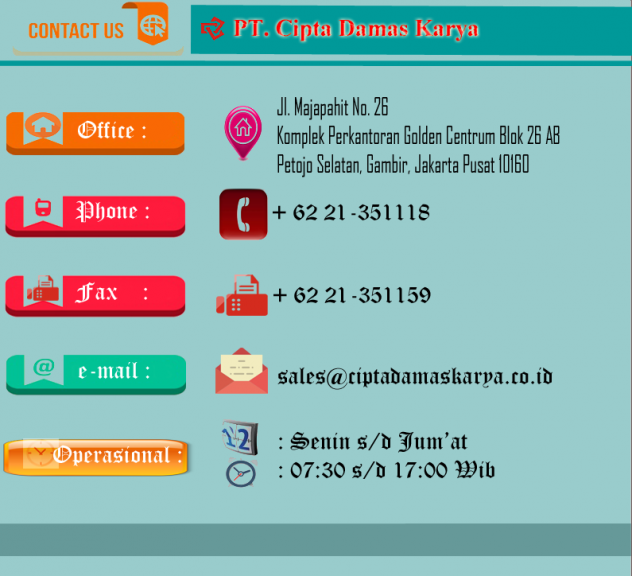 CONTACT US
PT. Cipta Damas Karya
Office :
Jl. Majapahit No. 26
Komplek Perkantoran Golden Centrum Blok 26 AB
Petojo Selatan, Gambir, Jakarta Pusat 10160
Phone :
+ 62 21 -351118
Fax :
+ 62 21 -351159
@
e-mail :
sales@ciptadamaskarya.co.id
Operasional :
12
: Senin s/d Jum'at
: 07:30 s/d 17:00 Wib